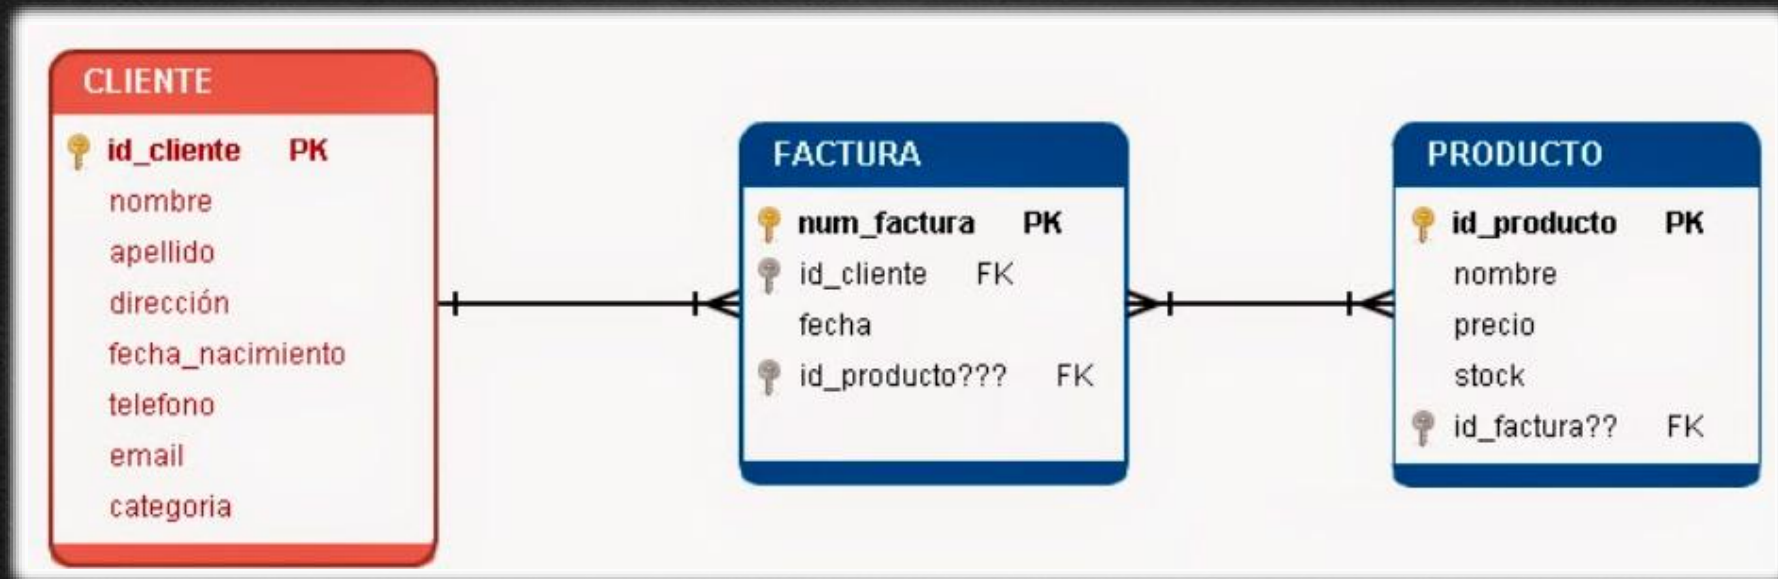 CLIENTE
id_cliente PK
nombre
apellido
dirección
fecha_nacimiento
telefono
email
categoria
FACTURA
num_factura PK
id_cliente FK
fecha
id_producto??? FK
PRODUCTO
id_producto PK
nombre
precio
stock
id_factura?? FK